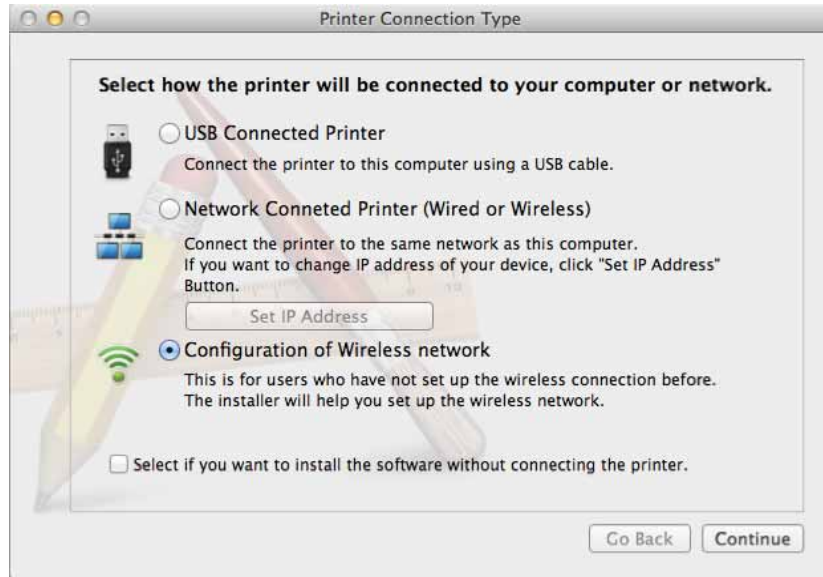 Printer Connection Type
Select how the printer will be connected to your computer or network.
USB Connected Printer
Connect the printer to this computer using a USB cable.
Network Conneted Printer (Wired or Wireless)
Connect the printer to the same network as this computer.
If you want to change IP address of your device, click "Set IP Address"
Button.
Set IP Address
Configuration of Wireless network
This is for users who have not set up the wireless connection before.
The installer will help you set up the wireless network.
Select if you want to install the software without connecting the printer.
Go Back Continue